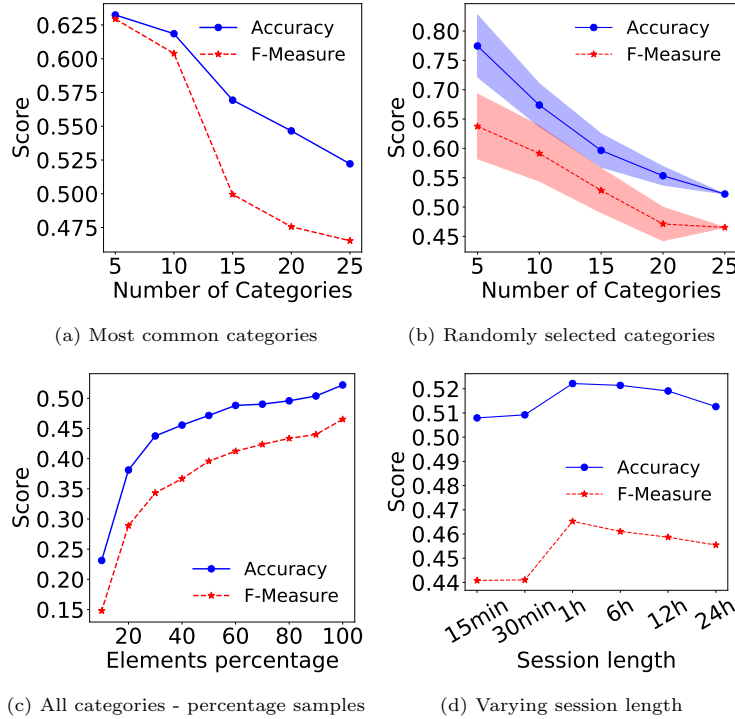 0.625
0.600
0.575
0.550
0.525
0.500
0.475
Score
Accuracy
F-Measure
5 10 15 20 25
Number of Categories
(a) Most common categories
0.80
0.75
0.70
0.65
0.60
0.55
0.50
0.45
Score
Accuracy
F-Measure
5 10 15 20 25
Number of Categories
(b) Randomly selected categories
0.50
0.45
0.40
0.35
0.30
0.25
0.20
0.15
Score
Accuracy
F-Measure
20 40 60 80 100
Elements percentage
(c) All categories - percentage samples
0.52
0.51
0.50
0.49
0.48
0.47
0.46
0.45
0.44
Score
Accuracy
F-Measure
15min 30min 1h 6h 12h 24h
Session length
(d) Varying session length